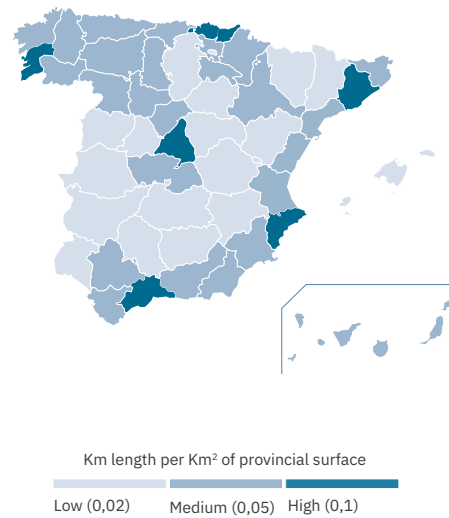 Km length per Km² of provincial surface
Low (0,02) Medium (0,05) High (0,1)